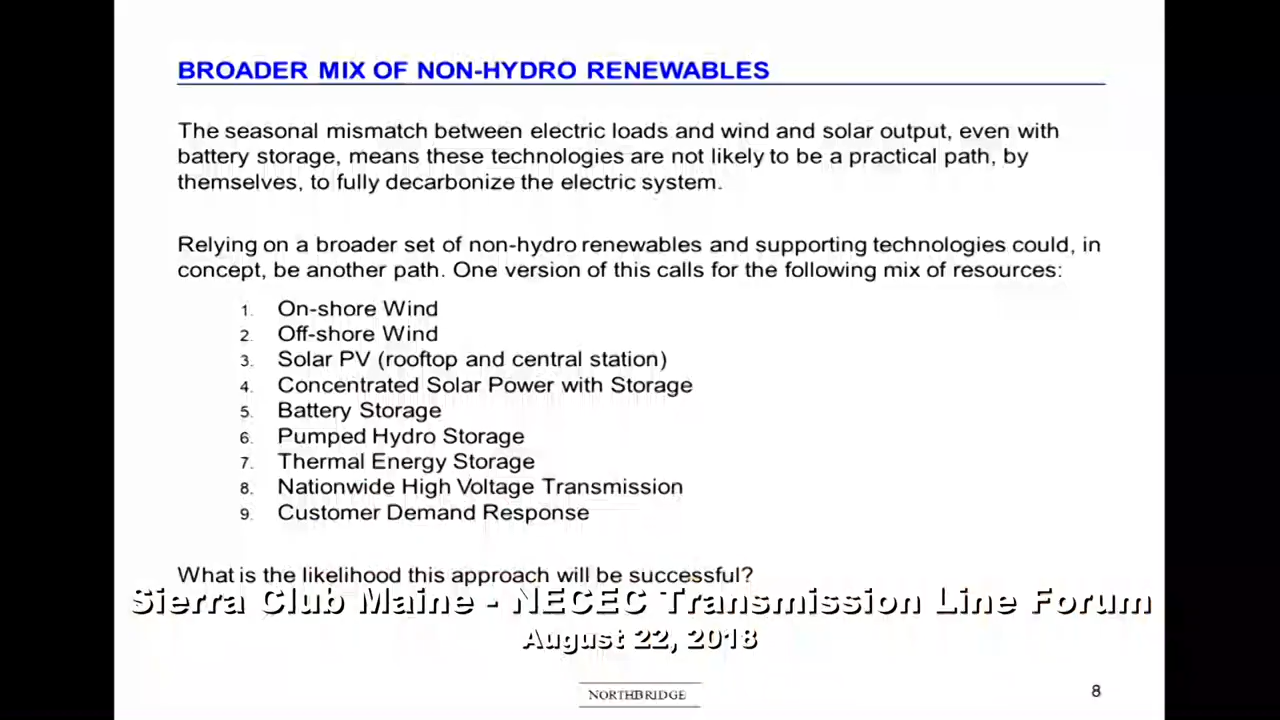 BROADER MIX OF NON-HYDRO RENEWABLES
The seasonal mismatch between electric loads and wind and solar output, even with
battery storage, means these technologies are not likely to be a practical path, by
themselves, to fully decarbonize the electric system.
Relying on a broader set of non-hydro renewables and supporting technologies could, in
concept, be another path. One version of this calls for the following mix of resources:
1. On-shore Wind
2. Off-shore Wind
3. Solar PV (rooftop and central station)
4. Concentrated Solar Power with Storage
5. Battery Storage
6. Pumped Hydro Storage
7. Thermal Energy Storage
8. Nationwide High Voltage Transmission
9. Customer Demand Response
What is the likelihood this approach will be successful?
Sierra Club Maine - NECEC Transmission Line Forum
August 22, 2018
NORTHBRIDGE
8